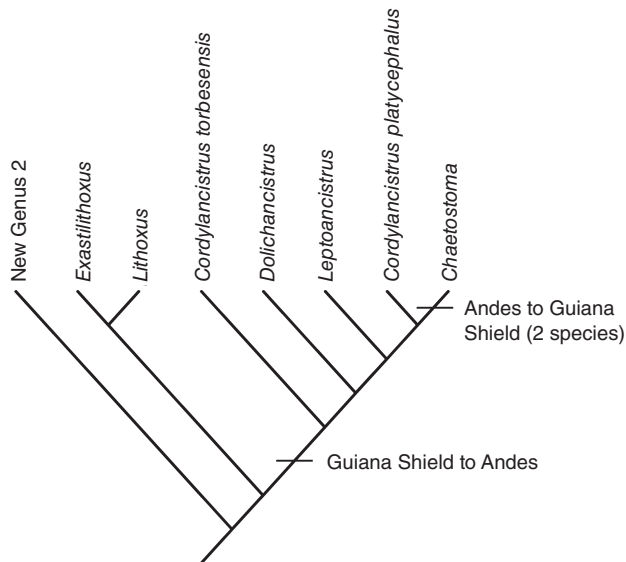 New Genus 2
Exastilithoxus
Lithoxus
Cordylancistrus torbesensis
Dolichancistrus
Leptoancistrus
Cordylancistrus platycephalus
Chaetostoma
Andes to Guiana
Shield (2 species)
Guiana Shield to Andes